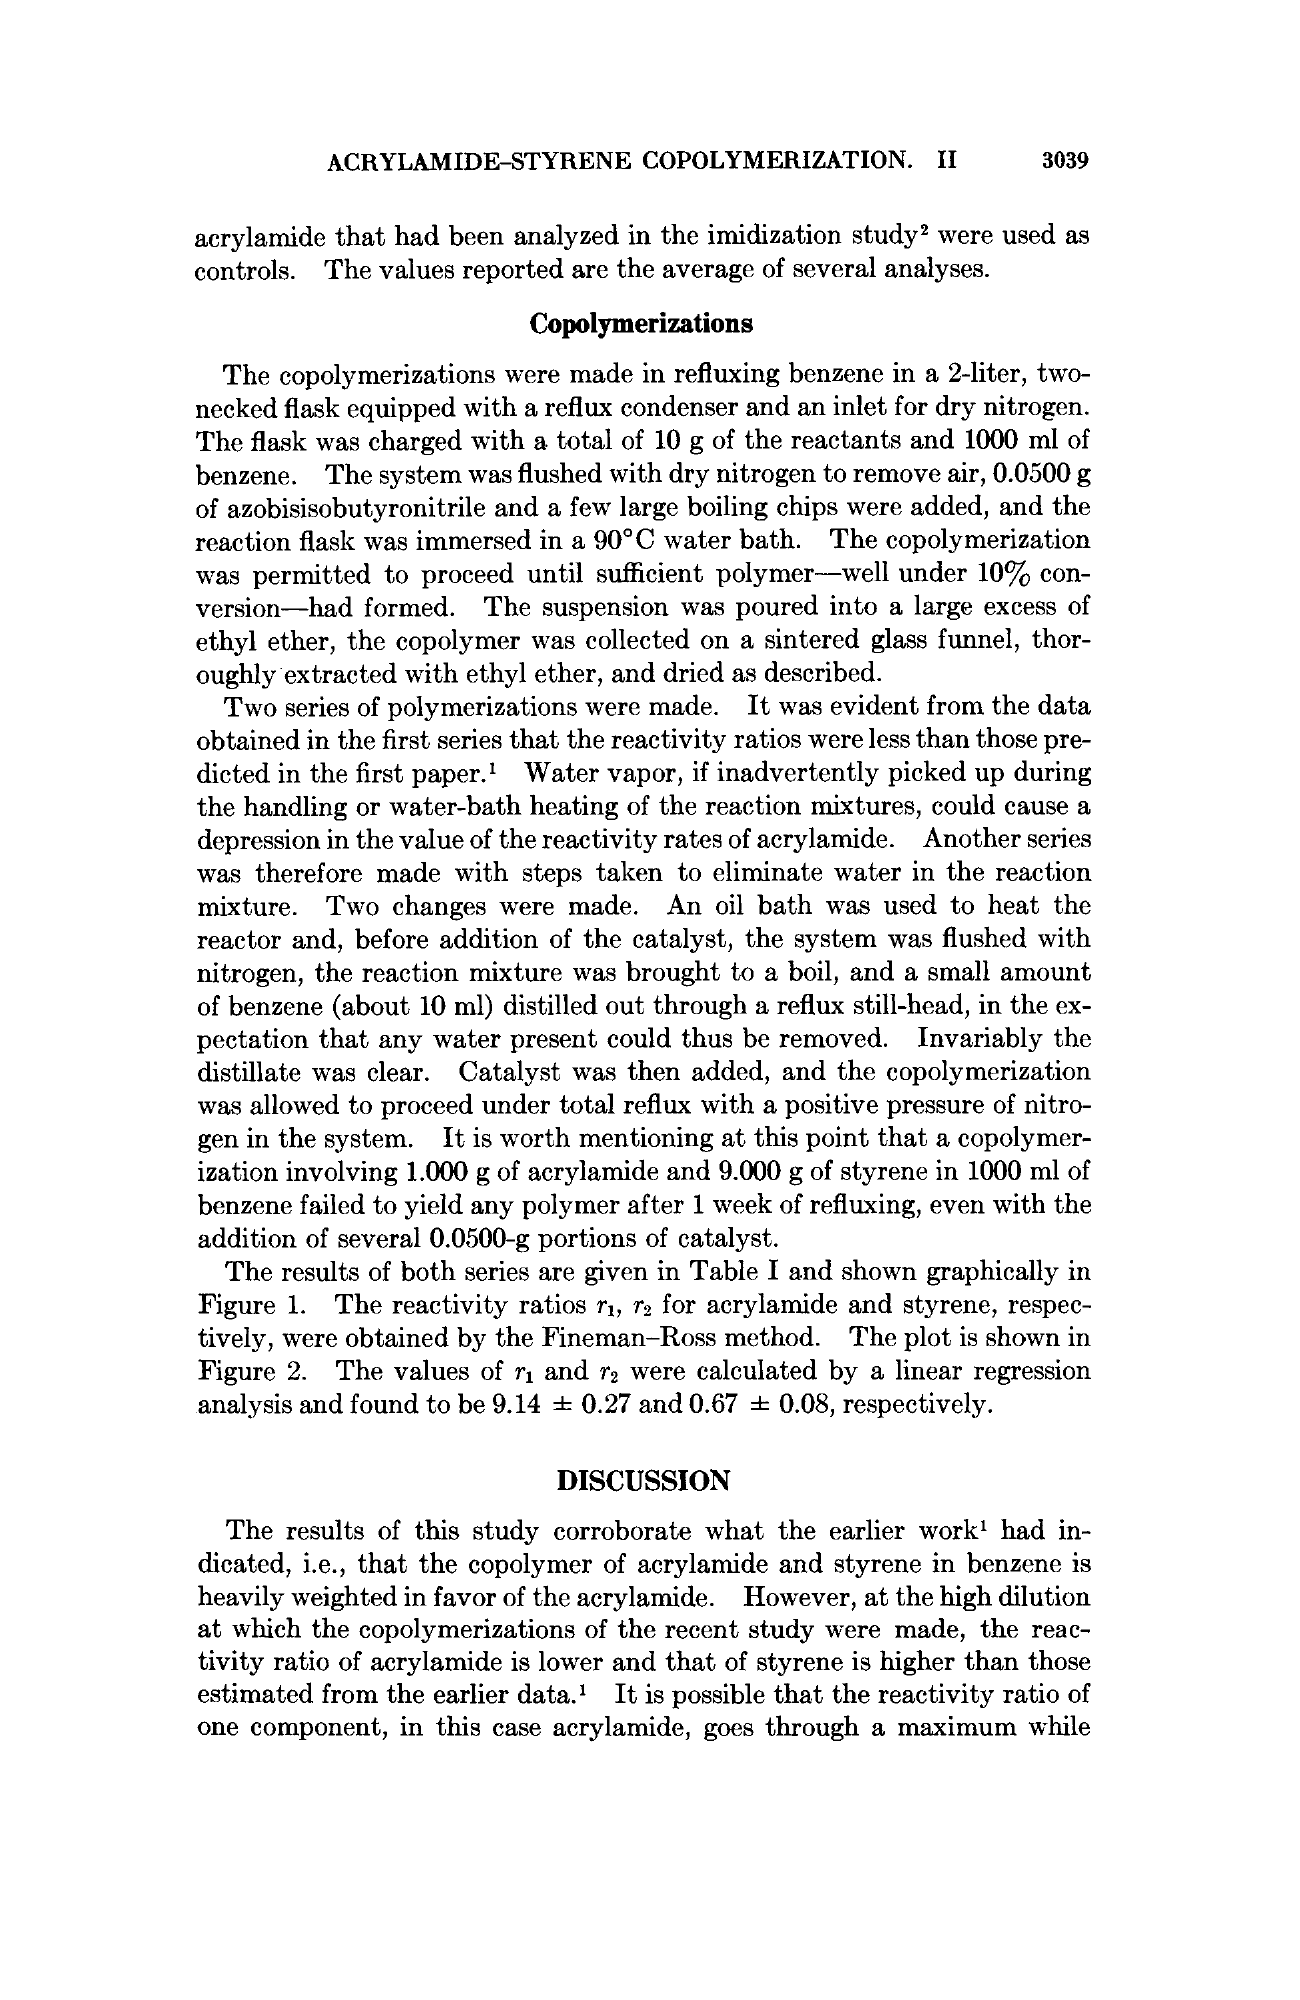 ACRYLAMIDE–STYRENE COPOLYMERIZATION. II 3039
acrylamide that had been analyzed in the imidization study² were used as
controls. The values reported are the average of several analyses.
Copolymerizations
The copolymerizations were made in refluxing benzene in a 2-liter, two-
necked flask equipped with a reflux condenser and an inlet for dry nitrogen.
The flask was charged with a total of 10 g of the reactants and 1000 ml of
benzene. The system was flushed with dry nitrogen to remove air, 0.0500 g
of azobisisobutyronitrile and a few large boiling chips were added, and the
reaction flask was immersed in a 90°C water bath. The copolymerization
was permitted to proceed until sufficient polymer—well under 10% con-
version—had formed. The suspension was poured into a large excess of
ethyl ether, the copolymer was collected on a sintered glass funnel, thor-
oughly extracted with ethyl ether, and dried as described.
Two series of polymerizations were made. It was evident from the data
obtained in the first series that the reactivity ratios were less than those pre-
dicted in the first paper.¹ Water vapor, if inadvertently picked up during
the handling or water-bath heating of the reaction mixtures, could cause a
depression in the value of the reactivity rates of acrylamide. Another series
was therefore made with steps taken to eliminate water in the reaction
mixture. Two changes were made. An oil bath was used to heat the
reactor and, before addition of the catalyst, the system was flushed with
nitrogen, the reaction mixture was brought to a boil, and a small amount
of benzene (about 10 ml) distilled out through a reflux still-head, in the ex-
pectation that any water present could thus be removed. Invariably the
distillate was clear. Catalyst was then added, and the copolymerization
was allowed to proceed under total reflux with a positive pressure of nitro-
gen in the system. It is worth mentioning at this point that a copolymer-
ization involving 1.000 g of acrylamide and 9.000 g of styrene in 1000 ml of
benzene failed to yield any polymer after 1 week of refluxing, even with the
addition of several 0.0500-g portions of catalyst.
The results of both series are given in Table I and shown graphically in
Figure 1. The reactivity ratios r₁, r₂ for acrylamide and styrene, respec-
tively, were obtained by the Fineman–Ross method. The plot is shown in
Figure 2. The values of r₁ and r₂ were calculated by a linear regression
analysis and found to be 9.14 ± 0.27 and 0.67 ± 0.08, respectively.
DISCUSSION
The results of this study corroborate what the earlier work¹ had in-
dicated, i.e., that the copolymer of acrylamide and styrene in benzene is
heavily weighted in favor of the acrylamide. However, at the high dilution
at which the copolymerizations of the recent study were made, the reac-
tivity ratio of acrylamide is lower and that of styrene is higher than those
estimated from the earlier data.¹ It is possible that the reactivity ratio of
one component, in this case acrylamide, goes through a maximum while